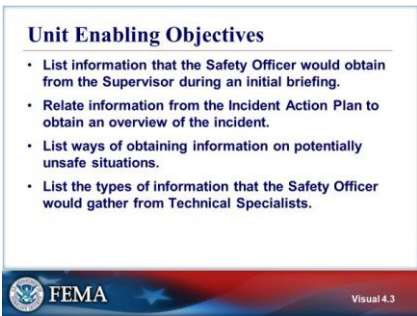 Unit Enabling Objectives
• List information that the Safety Officer would obtain
from the Supervisor during an initial briefing.
• Relate information from the Incident Action Plan to
obtain an overview of the incident.
• List ways of obtaining information on potentially
unsafe situations.
• List the types of information that the Safety Officer
would gather from Technical Specialists.
FEMA
Visual 4.3